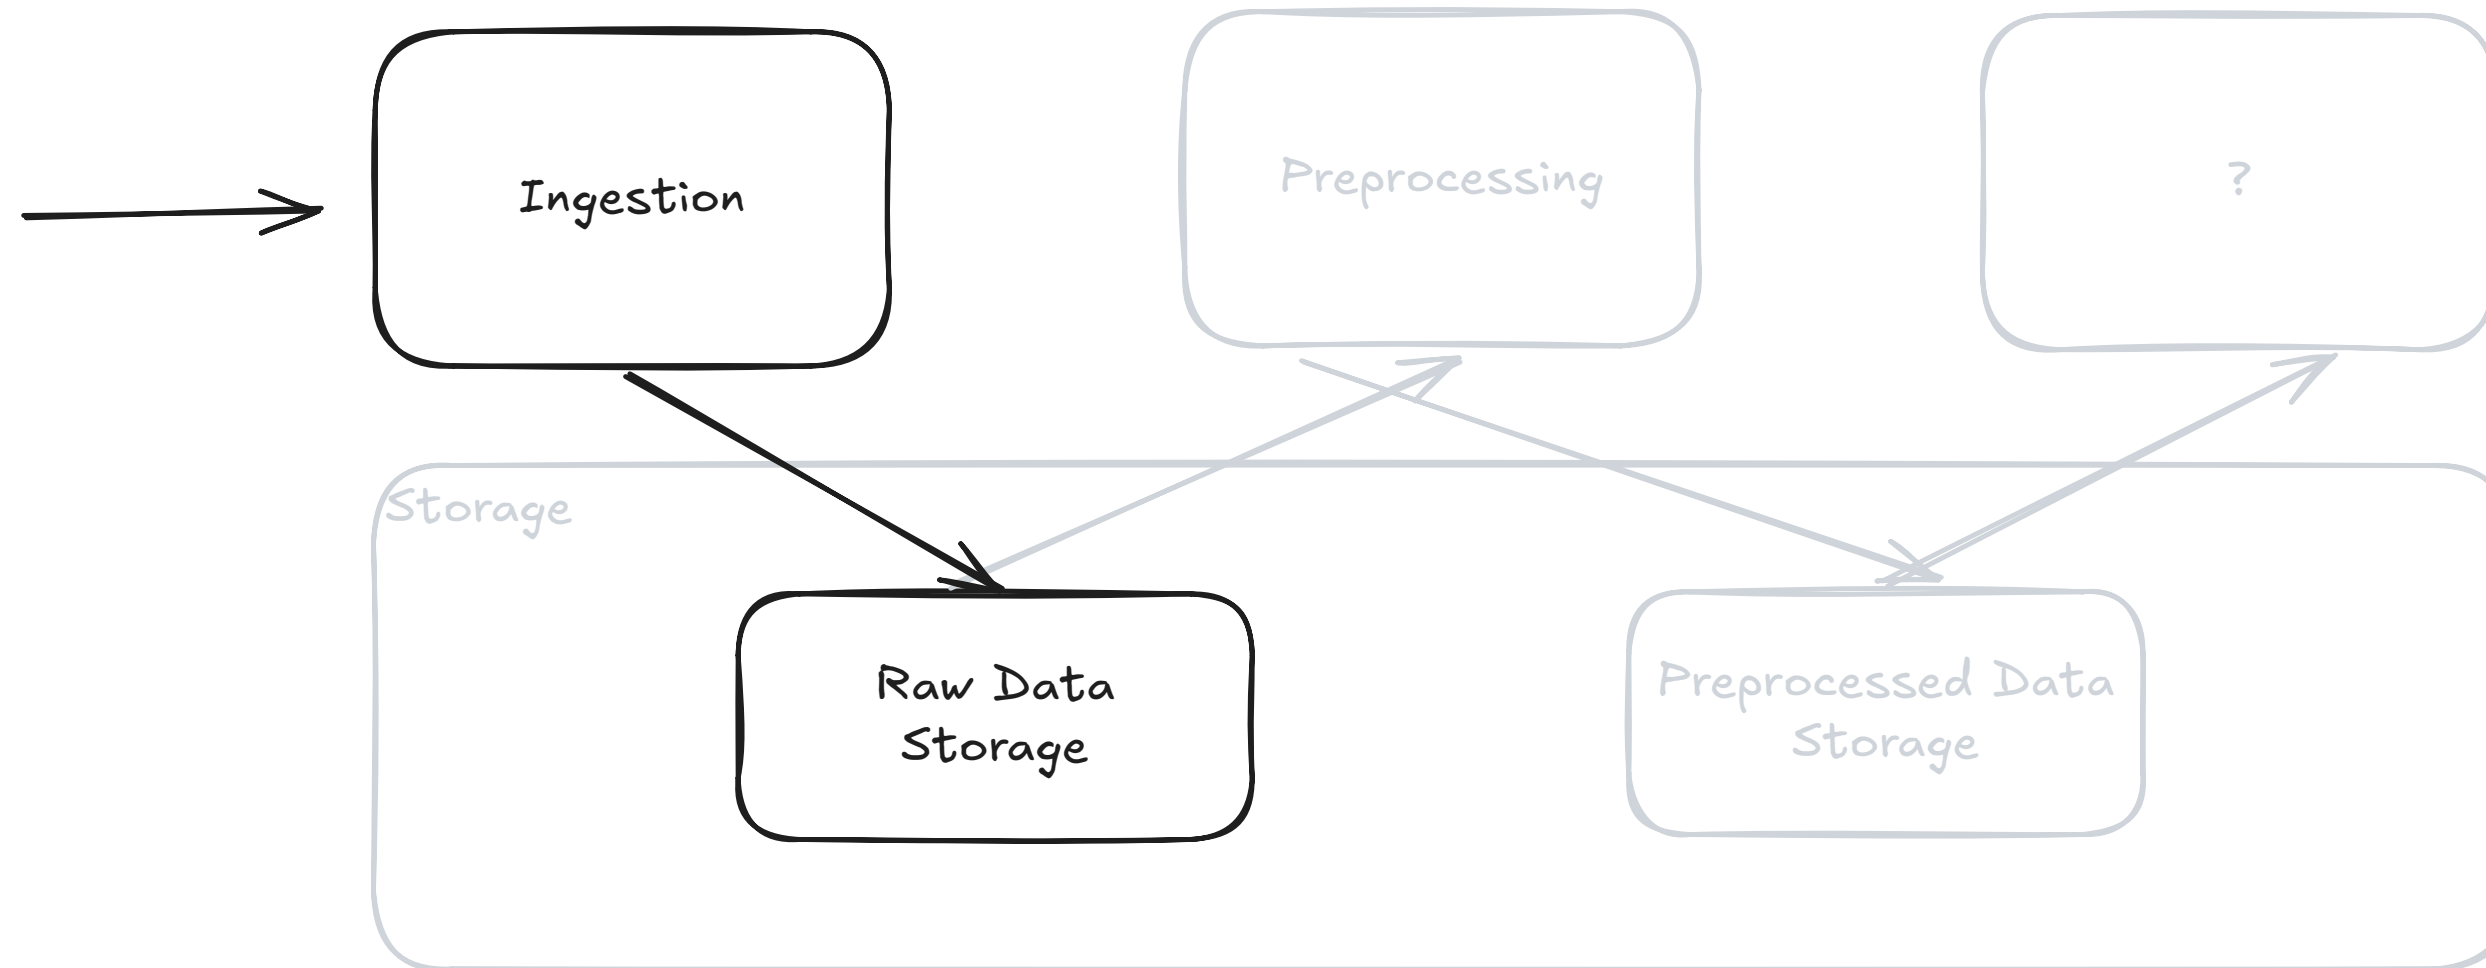 Ingestion
Preprocessing
?
Storage
Raw Data
Storage
Preprocessed Data
Storage